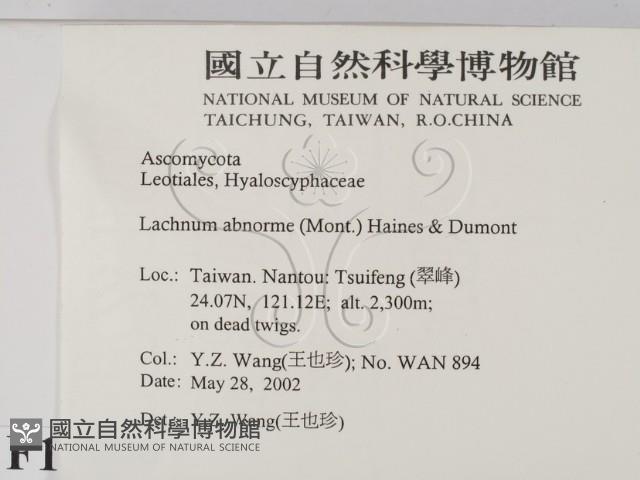 國立自然科學博物館
NATIONAL MUSEUM OF NATURAL SCIENCE
TAICHUNG, TAIWAN, R.O.CHINA
Ascomycota
Leotiales, Hyaloscyphaceae
Lachnum abnorme (Mont.) Haines & Dumont
Loc.: Taiwan. Nantou: Tsuifeng (翠峰)
24.07N, 121.12E; alt. 2,300m;
on dead twigs.
Col.: Y.Z. Wang(王也珍); No. WAN 894
Date: May 28, 2002
Det.: Y.Z. Wang(王也珍)
國立自然科學博物館
NATIONAL MUSEUM OF NATURAL SCIENCE
F1